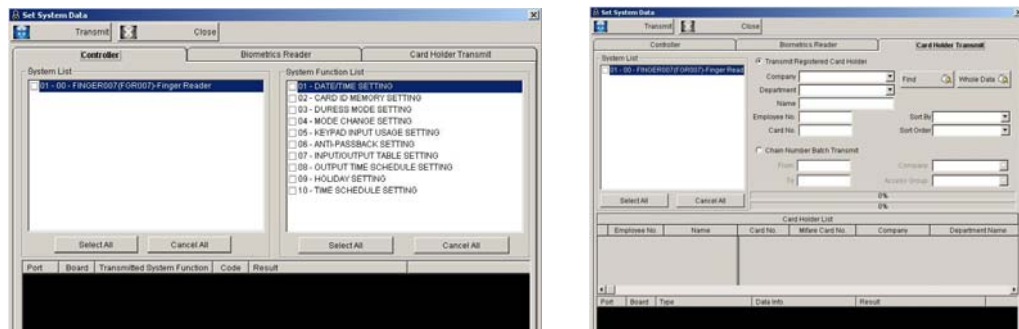 Set System Data
Transmit Close
Controller Biometrics Reader Card Holder Transmit
System List
01 - 00 - FINGER007(FGR007)-Finger Reader
System Function List
01 - DATE/TIME SETTING
02 - CARD ID MEMORY SETTING
03 - DURESS MODE SETTING
04 - MODE CHANGE SETTING
05 - KEYPAD INPUT USAGE SETTING
06 - ANTI-PASSBACK SETTING
07 - INPUT/OUTPUT TABLE SETTING
08 - OUTPUT TIME SCHEDULE SETTING
09 - HOLIDAY SETTING
10 - TIME SCHEDULE SETTING
Select All Cancel All Select All Cancel All
Port Board Transmitted System Function Code Result
Set System Data
Transmit Close
Controller Biometrics Reader Card Holder Transmit
System List
01 - 00 - FINGER007(FGR007)-Finger Read
Transmit Registered Card Holder
Company Find Whole Data
Department
Name
Employee No. Sort By
Card No. Sort Order
Chain Number Batch Transmit
From Company
To Access Group
0%
0%
Select All Cancel All
Card Holder List
Employee No. Name Card No. Mifare Card No. Company Department Name
Port Board Type Data Info Result